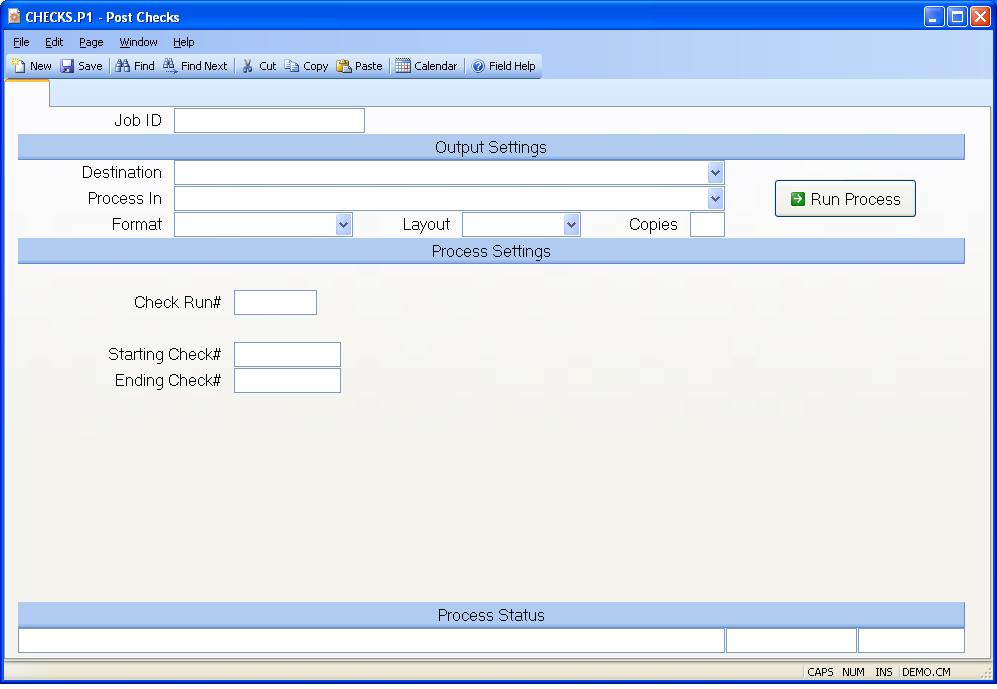 CHECKS.P1 - Post Checks
File Edit Page Window Help
New Save Find Find Next Cut Copy Paste Calendar Field Help
Job ID
Output Settings
Destination
Process In
Run Process
Format Layout Copies
Process Settings
Check Run#
Starting Check#
Ending Check#
Process Status
CAPS NUM INS DEMO.CM